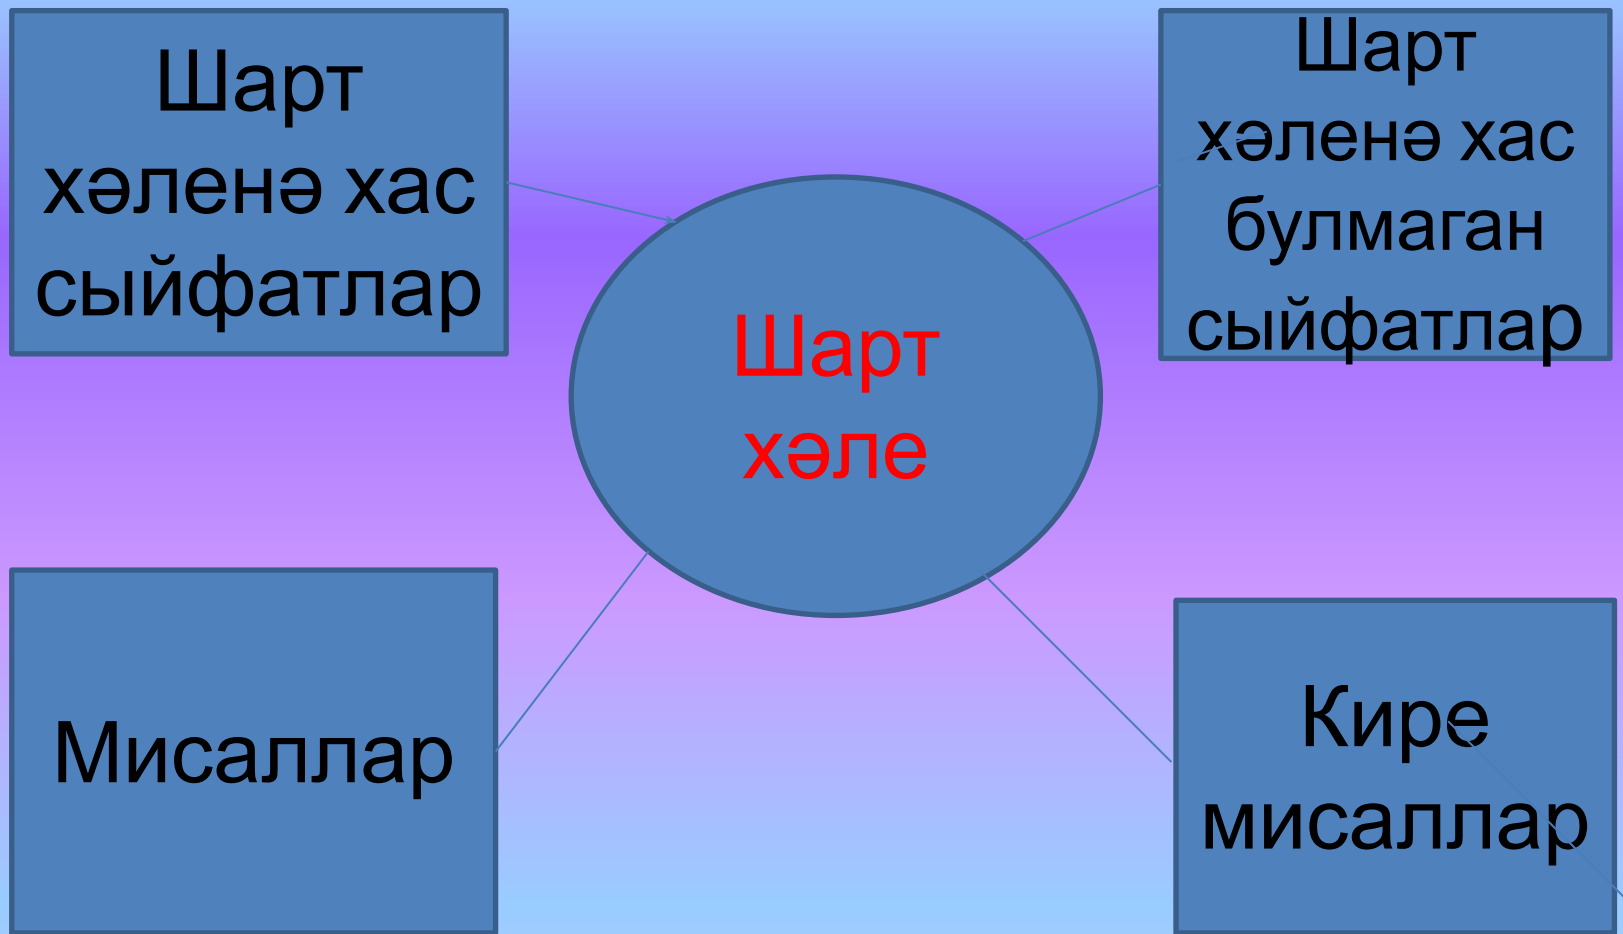 Шарт
хәленә хас
сыйфатлар
Шарт
хәленә хас
булмаган
сыйфатлар
Шарт
хәле
Мисаллар
Кире
мисаллар